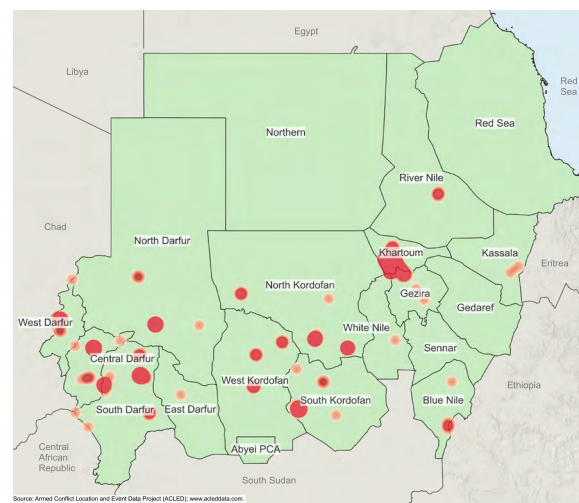 Egypt
Libya
Red
Sea
Red Sea
Northern
River Nile
Chad
North Darfur
Khartoum
Kassala
Eritrea
North Kordofan
Gezira
Gedaref
West Darfur
White Nile
Sennar
Central Darfur
West Kordofan
Ethiopia
South Darfur
East Darfur
South Kordofan
Blue Nile
Central
African
Republic
Abyei PCA
South Sudan
Source: Armed Conflict Location and Event Data Project (ACLED); www.acleddata.com.